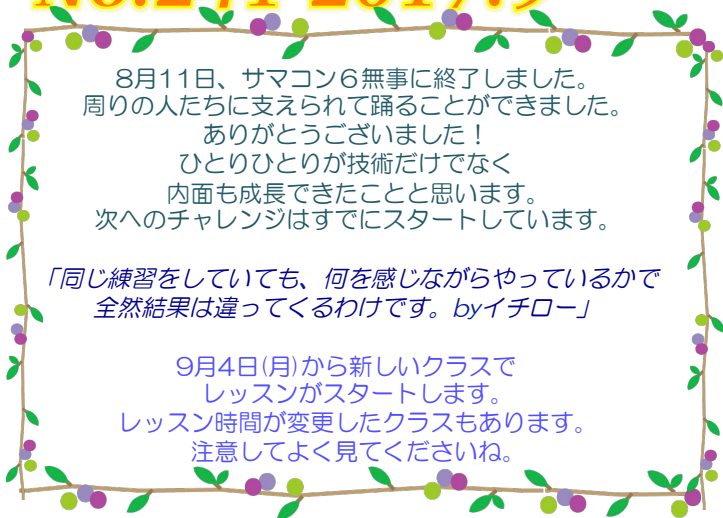 No.241 2017.9
8月11日、サマコン６無事に終了しました。
周りの人たちに支えられて踊ることができました。
ありがとうございました！
ひとりひとりが技術だけでなく
内面も成長できたことと思います。
次へのチャレンジはすでにスタートしています。
「同じ練習をしていても、何を感じながらやっているかで
全然結果は違ってくるわけです。byイチロー」
9月4日(月)から新しいクラスで
レッスンがスタートします。
レッスン時間が変更したクラスもあります。
注意してよく見てくださいね。